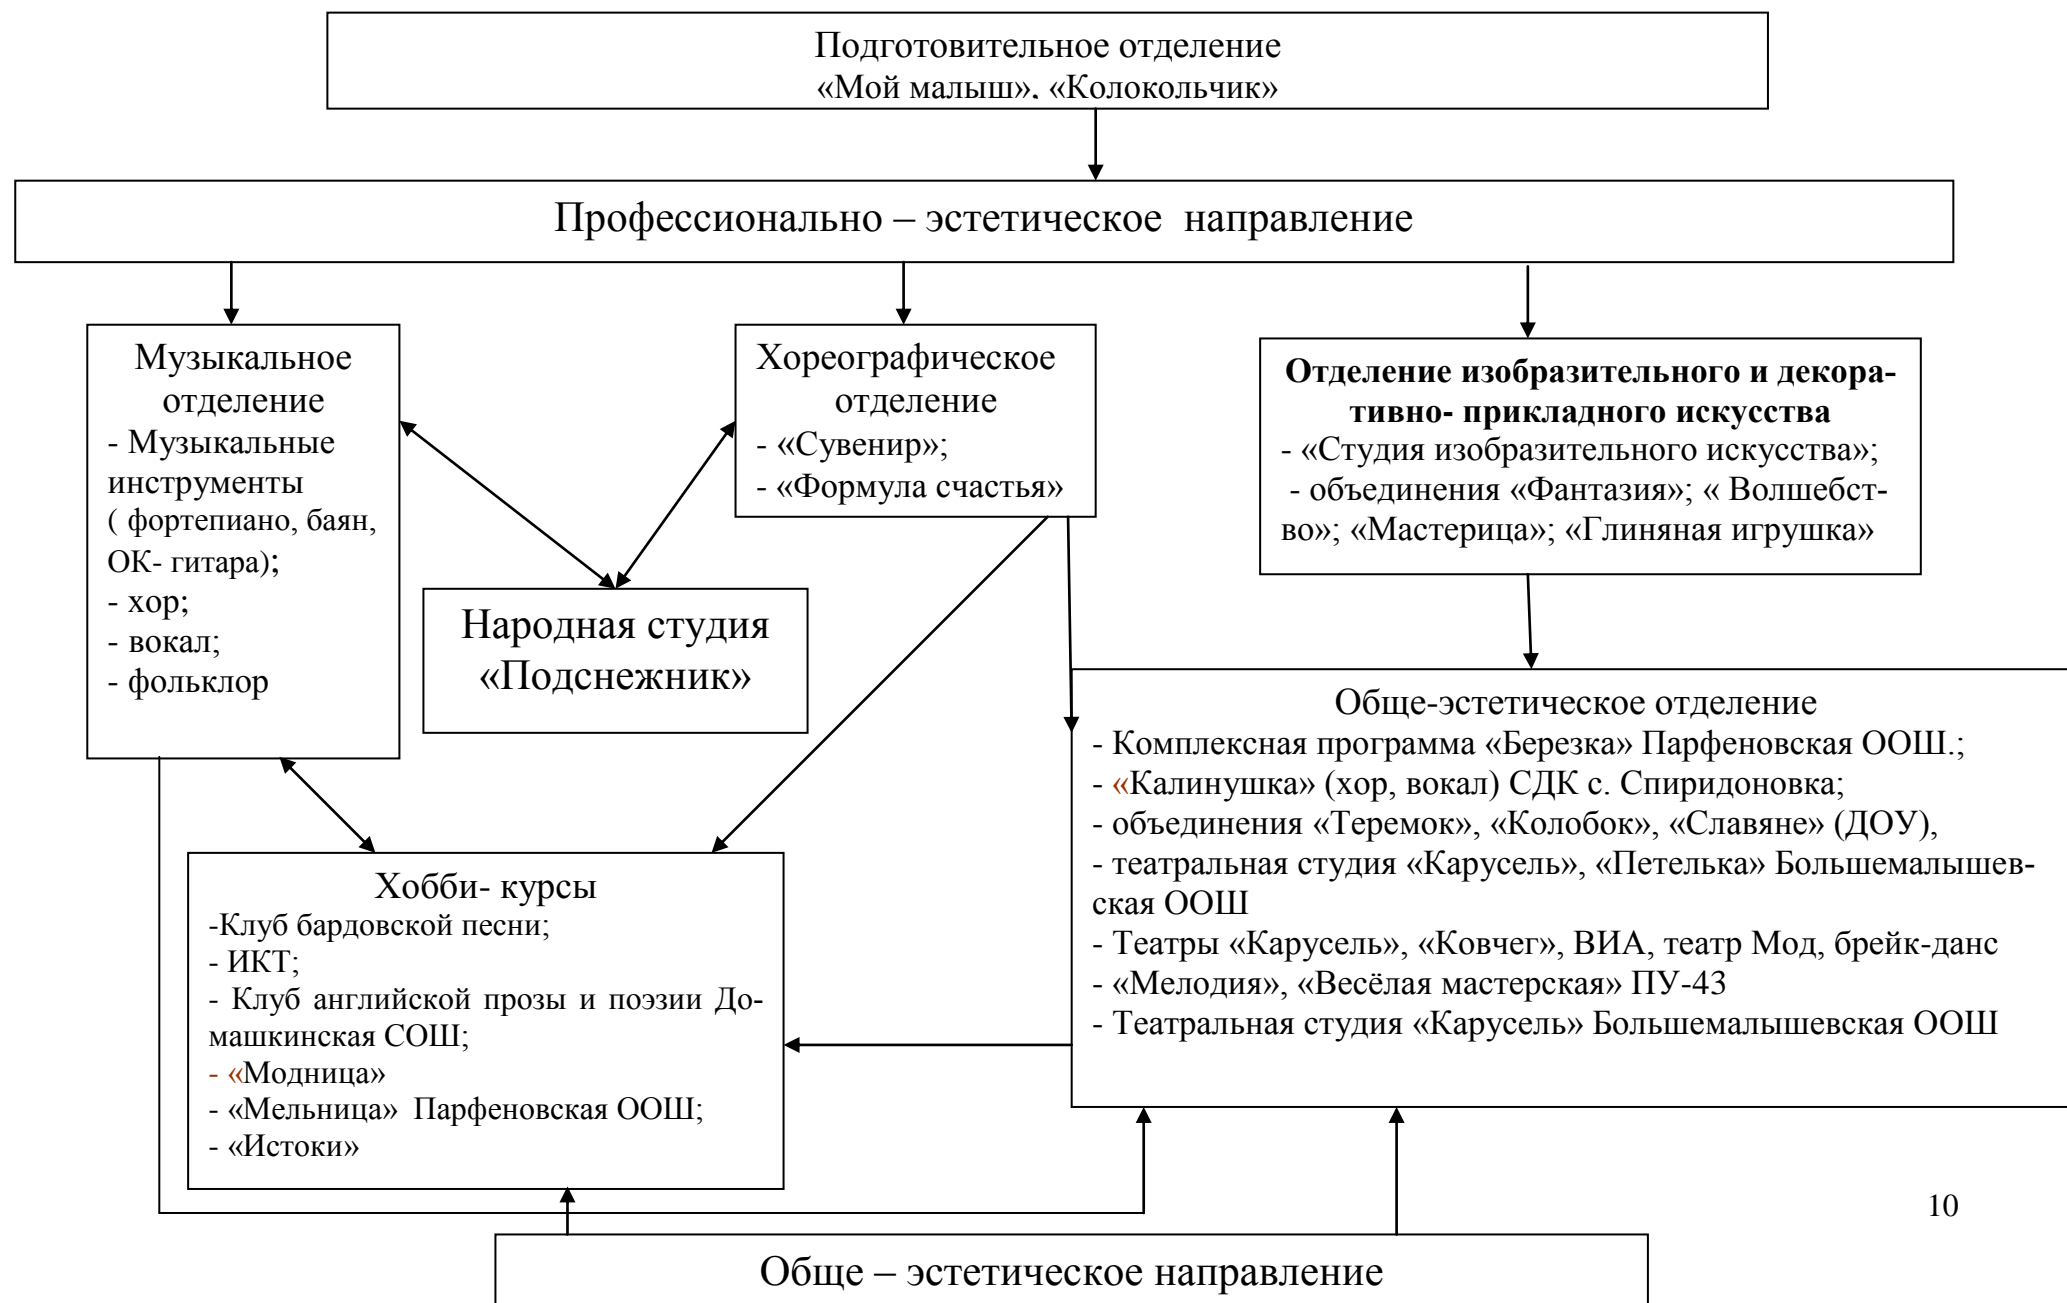 Подготовительное отделение
«Мой малыш», «Колокольчик»
Профессионально – эстетическое направление
Музыкальное
отделение
- Музыкальные
инструменты
( фортепиано, баян,
ОК- гитара);
- хор;
- вокал;
- фольклор
Хореографическое
отделение
- «Сувенир»;
- «Формула счастья»
Отделение изобразительного и декора-
тивно- прикладного искусства
- «Студия изобразительного искусства»;
- объединения «Фантазия»; « Волшебст-
во»; «Мастерица»; «Глиняная игрушка»
Народная студия
«Подснежник»
Обще-эстетическое отделение
- Комплексная программа «Березка» Парфеновская ООШ.;
- «Калинушка» (хор, вокал) СДК с. Спиридоновка;
- объединения «Теремок», «Колобок», «Славяне» (ДОУ),
- театральная студия «Карусель», «Петелька» Большемалышев-
ская ООШ
- Театры «Карусель», «Ковчег», ВИА, театр Мод, брейк-данс
- «Мелодия», «Весёлая мастерская» ПУ-43
- Театральная студия «Карусель» Большемалышевская ООШ
Хобби- курсы
-Клуб бардовской песни;
- ИКТ;
- Клуб английской прозы и поэзии До-
машкинская СОШ;
- «Модница»
- «Мельница» Парфеновская ООШ;
- «Истоки»
10
Обще – эстетическое направление